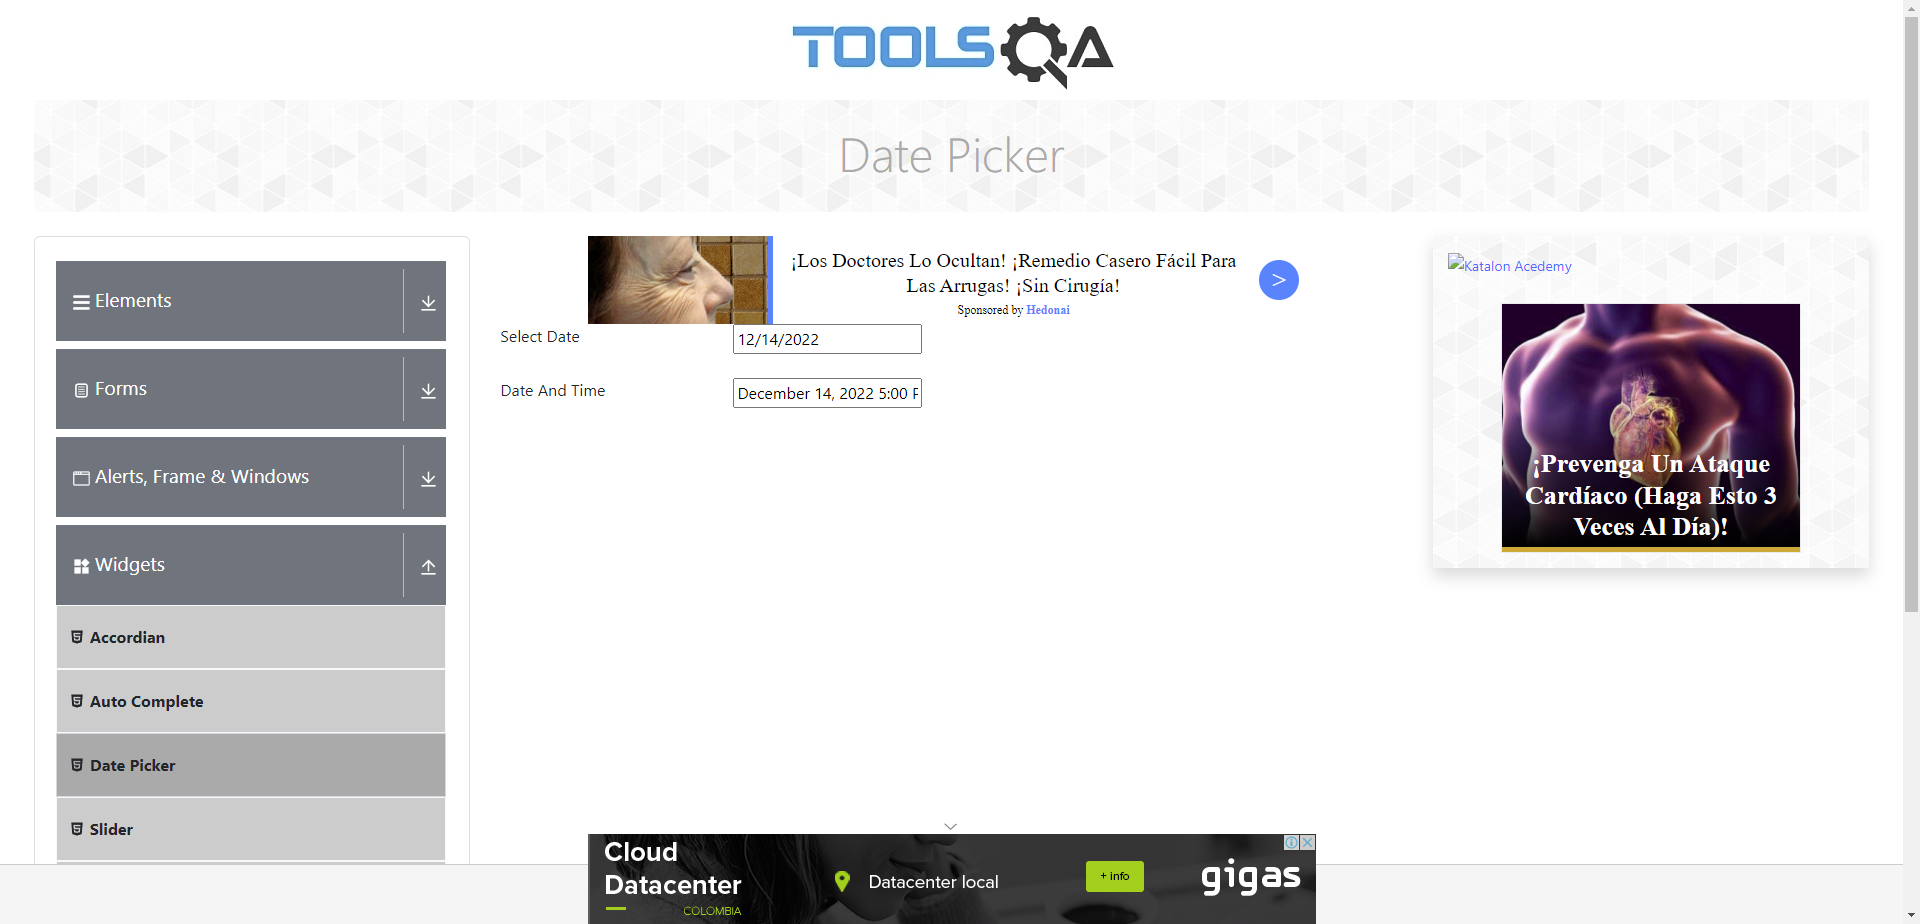 TOOLSQA
Date Picker
Elements
Forms
Alerts, Frame & Windows
Widgets
Accordian
Auto Complete
Date Picker
Slider
¡Los Doctores Lo Ocultan! ¡Remedio Casero Fácil Para
Las Arrugas! ¡Sin Cirugía!
Sponsored by Hedonai
>
Select Date
12/14/2022
Date And Time
December 14, 2022 5:00 P
Katalon Acedemy
¡Prevenga Un Ataque
Cardíaco (Haga Esto 3
Veces Al Día)!
Cloud
Datacenter
COLOMBIA
Datacenter local
+ info
gigas